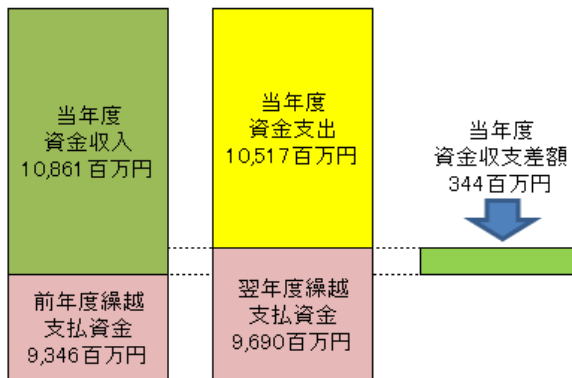 当年度
資金収入
10,861百万円
前年度繰越
支払資金
9,346百万円
当年度
資金支出
10,517百万円
翌年度繰越
支払資金
9,690百万円
当年度
資金収支差額
344百万円